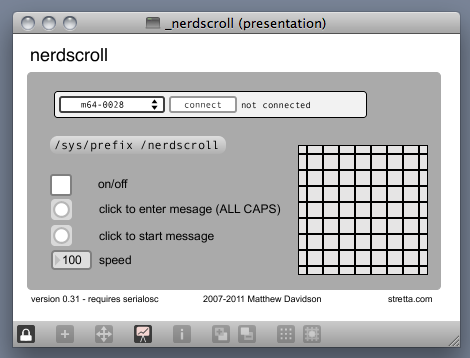 _nerdscroll (presentation)
nerdscroll
m64-0028 connect not connected
/sys/prefix /nerdscroll
on/off
click to enter mesage (ALL CAPS)
click to start message
100 speed
version 0.31 - requires serialosc 2007-2011 Matthew Davidson stretta.com